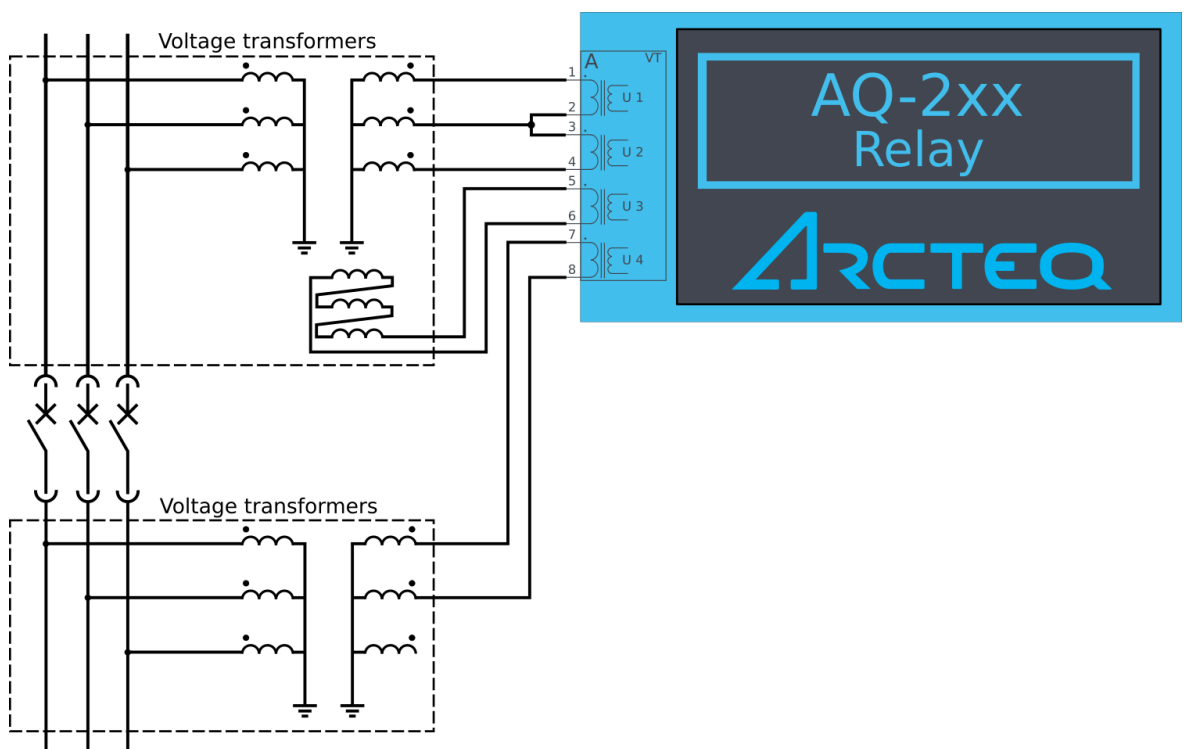 Voltage transformers
A
VT
1
U 1
2
3
U 2
4
5
U 3
6
7
U 4
8
AQ-2xx
Relay
ARCTEQ
Voltage transformers